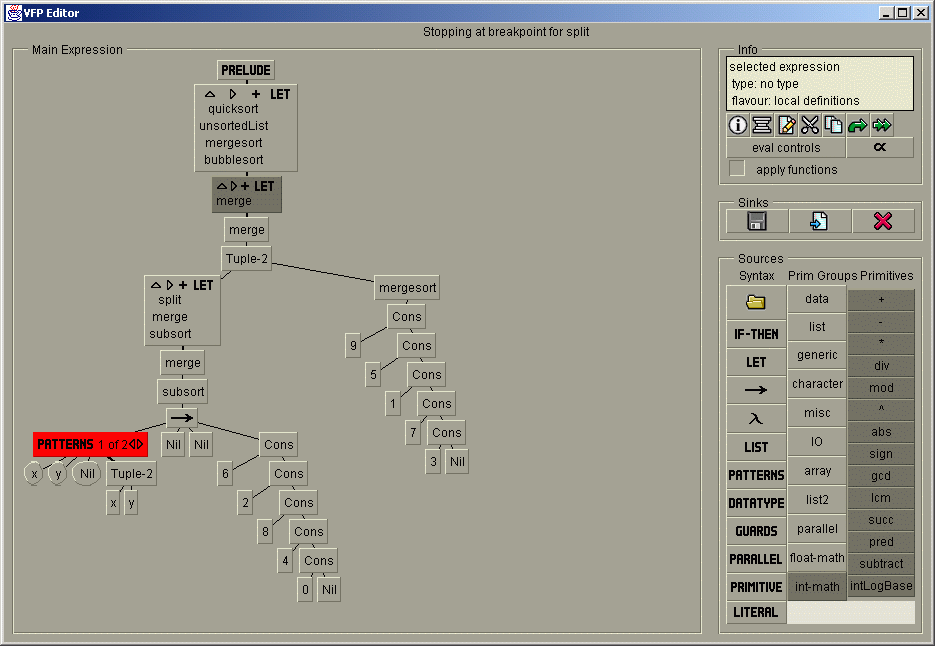 VFP Editor
Stopping at breakpoint for split
Main Expression
PRELUDE
LET
quicksort
unsortedList
mergesort
bubblesort
LET
merge
merge
Tuple-2
LET
split
merge
subsort
mergesort
Cons
9
Cons
5
Cons
1
Cons
7
Cons
3
Nil
merge
subsort
PATTERNS 1 of 2
Nil
Nil
Cons
x
y
Nil
Tuple-2
6
Cons
x
y
2
Cons
8
Cons
4
Cons
0
Nil
Info
selected expression
type: no type
flavour: local definitions
eval controls
α
apply functions
Sinks
Sources
Syntax Prim Groups Primitives
IF-THEN
LET
λ
LIST
PATTERNS
DATATYPE
GUARDS
PARALLEL
PRIMITIVE
LITERAL
data
list
generic
character
misc
IO
array
list2
parallel
float-math
int-math
+
-
*
div
mod
^
abs
sign
gcd
lcm
succ
pred
subtract
intLogBase